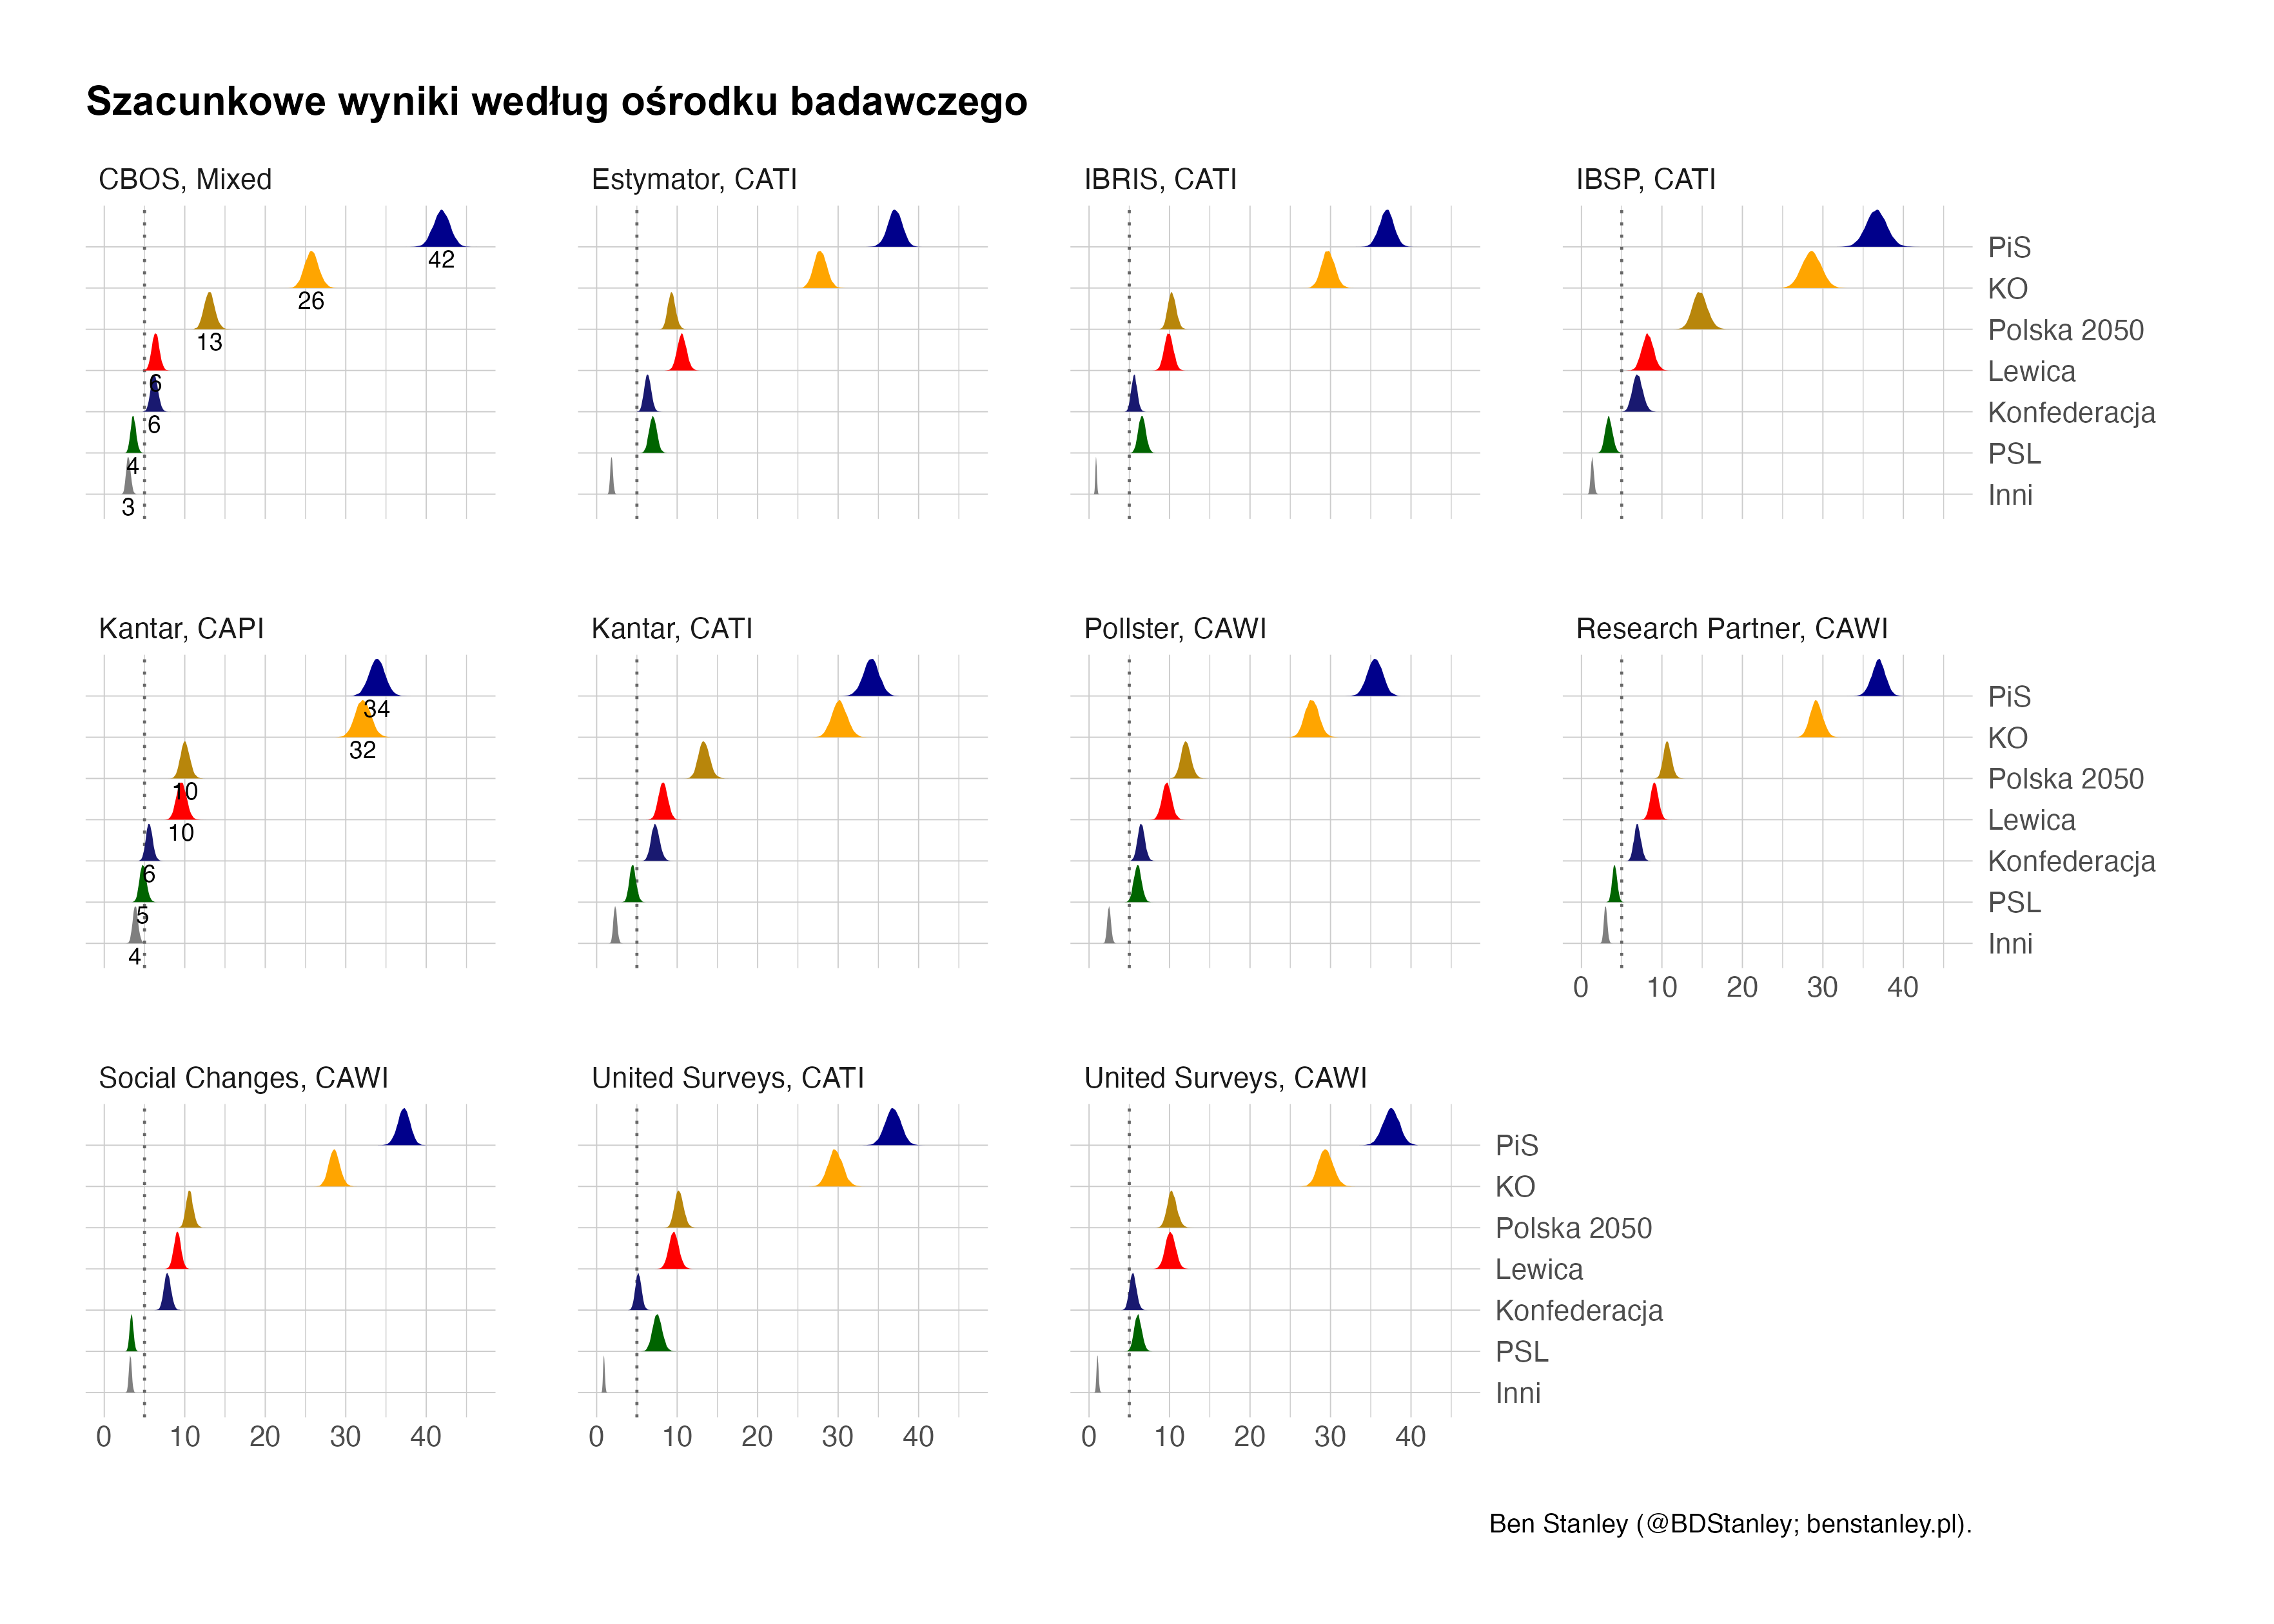 Szacunkowe wyniki według ośrodku badawczego
CBOS, Mixed
Estymator, CATI
IBRIS, CATI
IBSP, CATI
42
26
13
6
6
4
3
PiS
KO
Polska 2050
Lewica
Konfederacja
PSL
Inni
Kantar, CAPI
Kantar, CATI
Pollster, CAWI
Research Partner, CAWI
34
32
10
10
6
5
4
PiS
KO
Polska 2050
Lewica
Konfederacja
PSL
Inni
0 10 20 30 40
Social Changes, CAWI
United Surveys, CATI
United Surveys, CAWI
PiS
KO
Polska 2050
Lewica
Konfederacja
PSL
Inni
0 10 20 30 40
0 10 20 30 40
0 10 20 30 40
Ben Stanley (@BDStanley; benstanley.pl).